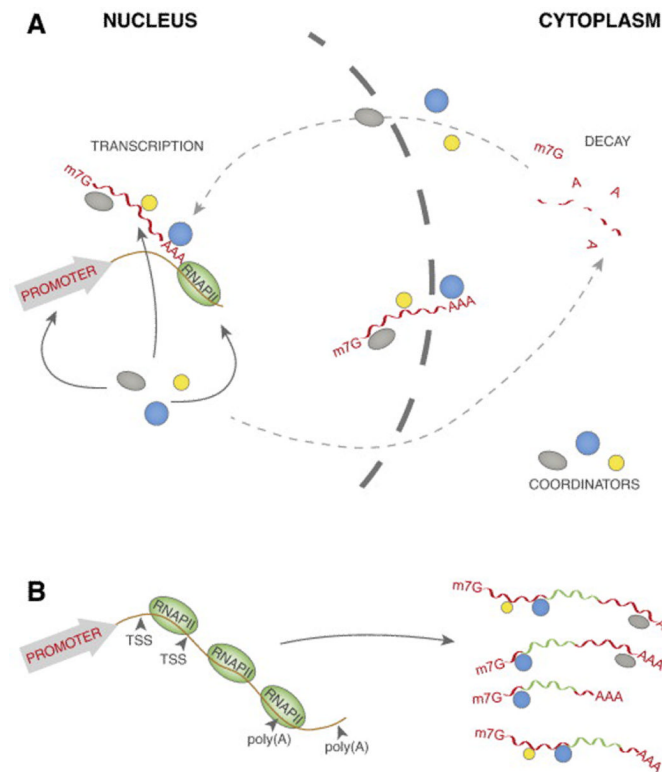 A
NUCLEUS
CYTOPLASM
TRANSCRIPTION
DECAY
m7G
m7G
A
A
A
AAA
PROMOTER
RNAPII
AAA
m7G
COORDINATORS
B
RNAPII
PROMOTER
TSS
TSS
RNAPII
RNAPII
poly(A)
poly(A)
m7G
m7G
AAA
m7G
AAA
m7G
AAA